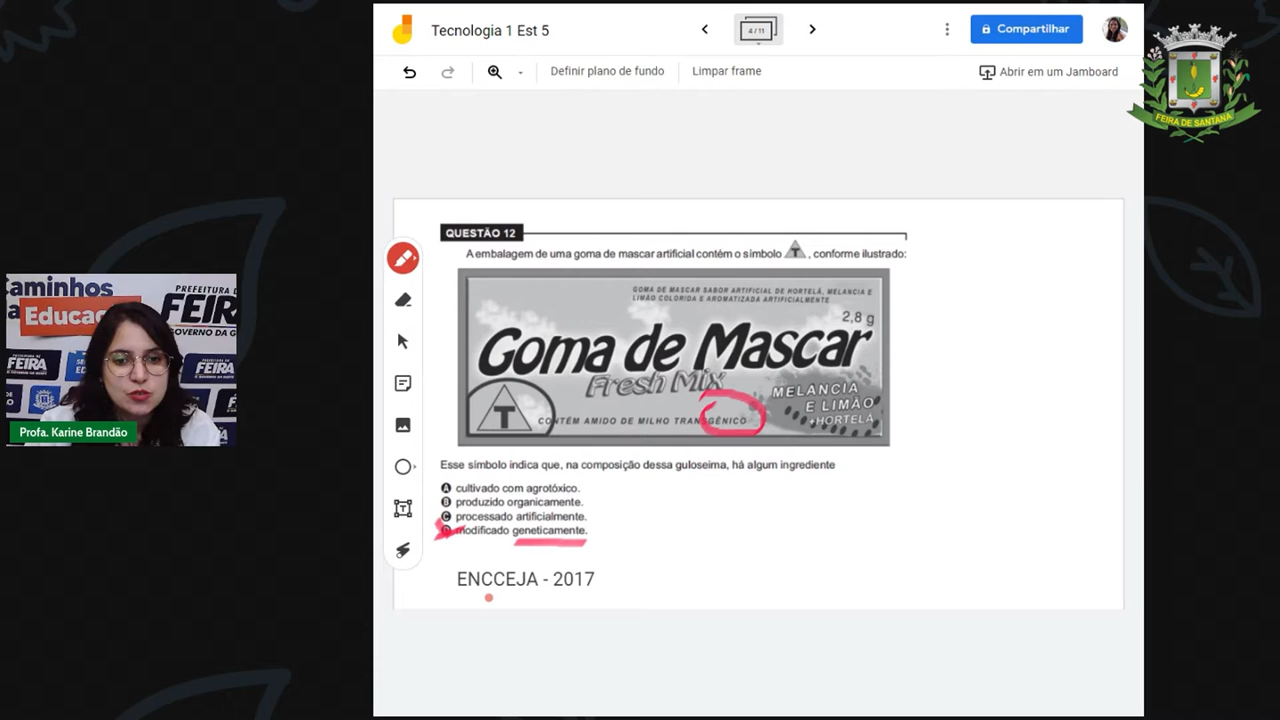 Tecnologia 1 Est 5
4/11
Compartilhar
Definir plano de fundo
Limpar frame
Abrir em um Jamboard
FEIRA DE SANTANA
QUESTÃO 12
A embalagem de uma goma de mascar artificial contém o símbolo T , conforme ilustrado:
GOMA DE MASCAR SABOR ARTIFICIAL DE HORTELÃ, MELANCIA E
LIMÃO COLORIDA E AROMATIZADA ARTIFICIALMENTE
2,8 g
Goma de Mascar
Fresh Mix
MELANCIA
E LIMÃO
+HORTELÃ
T
CONTÉM AMIDO DE MILHO TRANSGÊNICO
Esse símbolo indica que, na composição dessa guloseima, há algum ingrediente
A cultivado com agrotóxico.
B produzido organicamente.
C processado artificialmente.
D modificado geneticamente.
ENCCEJA - 2017
Caminhos
da Educac
PREFEITURA DE
FEIRA
GOVERNO DA G
FEIRA
FEIRA
Profa. Karine Brandão